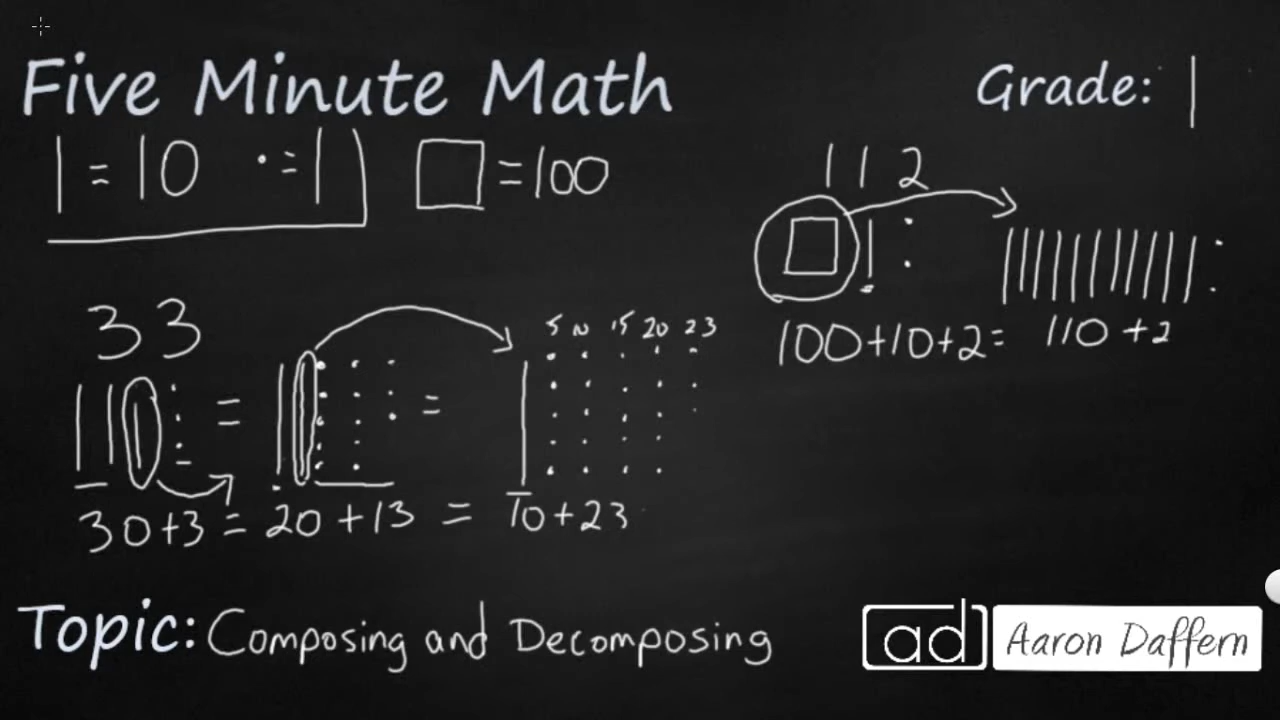 Five Minute Math
Grade: 1
| = 10 · = 1
□ = 100
112
100+10+2= 110 +2
33
5 10 15 20 23
= =
30+3 = 20 + 13 = 10+23
Topic: Composing and Decomposing
ad Aaron Daffern